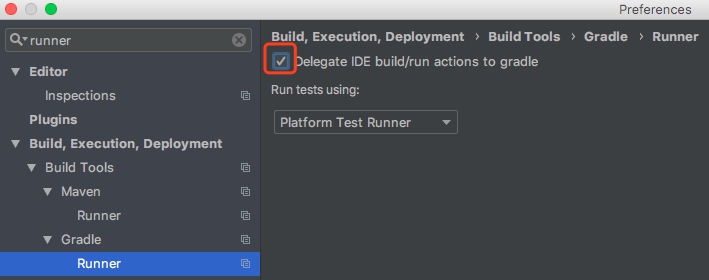 Preferences
runner
Editor
Inspections
Plugins
Build, Execution, Deployment
Build Tools
Maven
Runner
Gradle
Runner
Build, Execution, Deployment › Build Tools › Gradle › Runner
Delegate IDE build/run actions to gradle
Run tests using:
Platform Test Runner